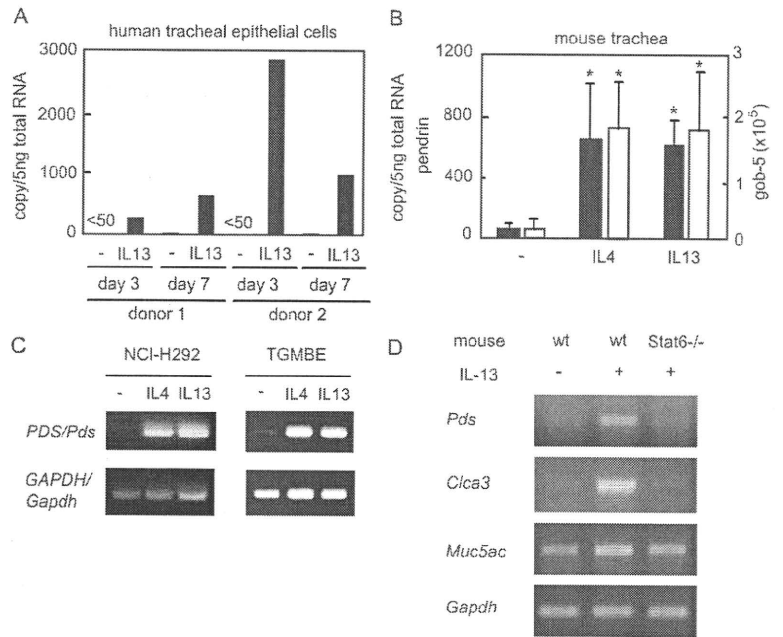 A
human tracheal epithelial cells
copy/5ng total RNA
3000
2000
1000
0
<50
<50
- IL13 - IL13 - IL13 - IL13
day 3 day 7 day 3 day 7
donor 1 donor 2
B
mouse trachea
copy/5ng total RNA
pendrin
1200
800
400
0
* * * *
3
2
1
0
gob-5 (x10⁵)
- IL4 IL13
C
NCI-H292 TGMBE
- IL4 IL13 - IL4 IL13
PDS/Pds
GAPDH/
Gapdh
D
mouse wt wt Stat6-/-
IL-13 - + +
Pds
Clca3
Muc5ac
Gapdh